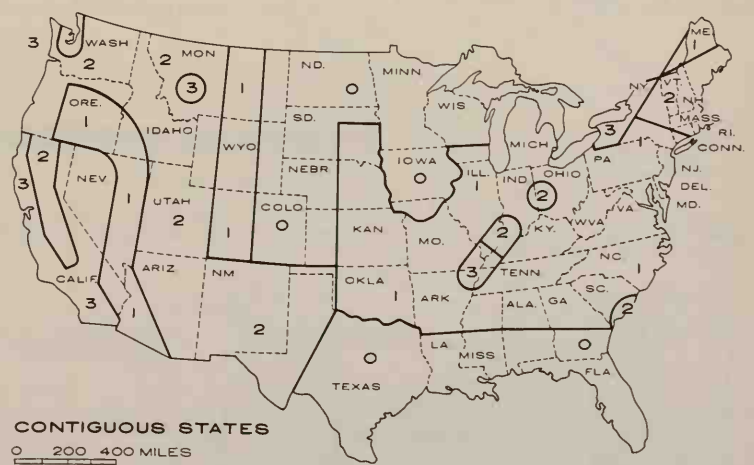 3
3
WASH
2
2
MON
3
1
ND.
0
MINN.
ME
1
ORE.
1
IDAHO
WYO.
SD.
WIS
MICH
NY
VT.
2
NH
MASS
3
RI.
CONN.
2
3
NEV.
1
UTAH
2
1
COLO
0
NEBR.
IOWA
0
ILL.
1
IND.
OHIO
2
PA
1
NJ.
DEL.
MD.
KAN.
MO.
2
KY.
WVA
VA.
CALIF.
3
ARIZ.
1
NM
2
OKLA
1
ARK
3
TENN.
NC.
1
SC.
2
ALA.
GA
LA
MISS
0
FLA
0
TEXAS
CONTIGUOUS STATES
0 200 400 MILES